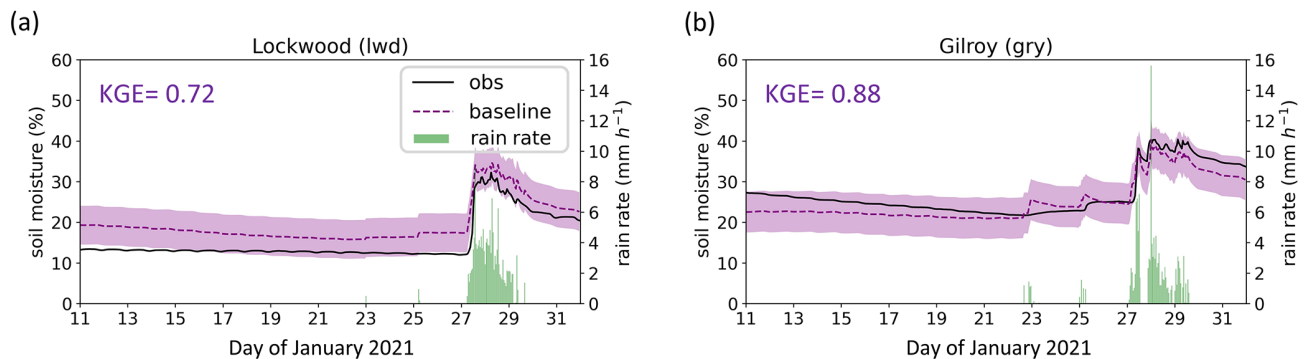 (a)
Lockwood (lwd)
KGE= 0.72
obs
baseline
rain rate
soil moisture (%)
60
50
40
30
20
10
0
rain rate (mm h⁻¹)
16
14
12
10
8
6
4
2
0
11 13 15 17 19 21 23 25 27 29 31
Day of January 2021
(b)
Gilroy (gry)
KGE= 0.88
soil moisture (%)
60
50
40
30
20
10
0
rain rate (mm h⁻¹)
16
14
12
10
8
6
4
2
0
11 13 15 17 19 21 23 25 27 29 31
Day of January 2021